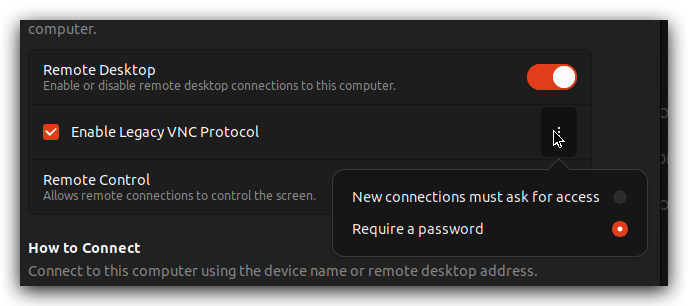 computer.
Remote Desktop
Enable or disable remote desktop connections to this computer.
Enable Legacy VNC Protocol
Remote Control
Allows remote connections to control the screen.
New connections must ask for access
Require a password
How to Connect
Connect to this computer using the device name or remote desktop address.